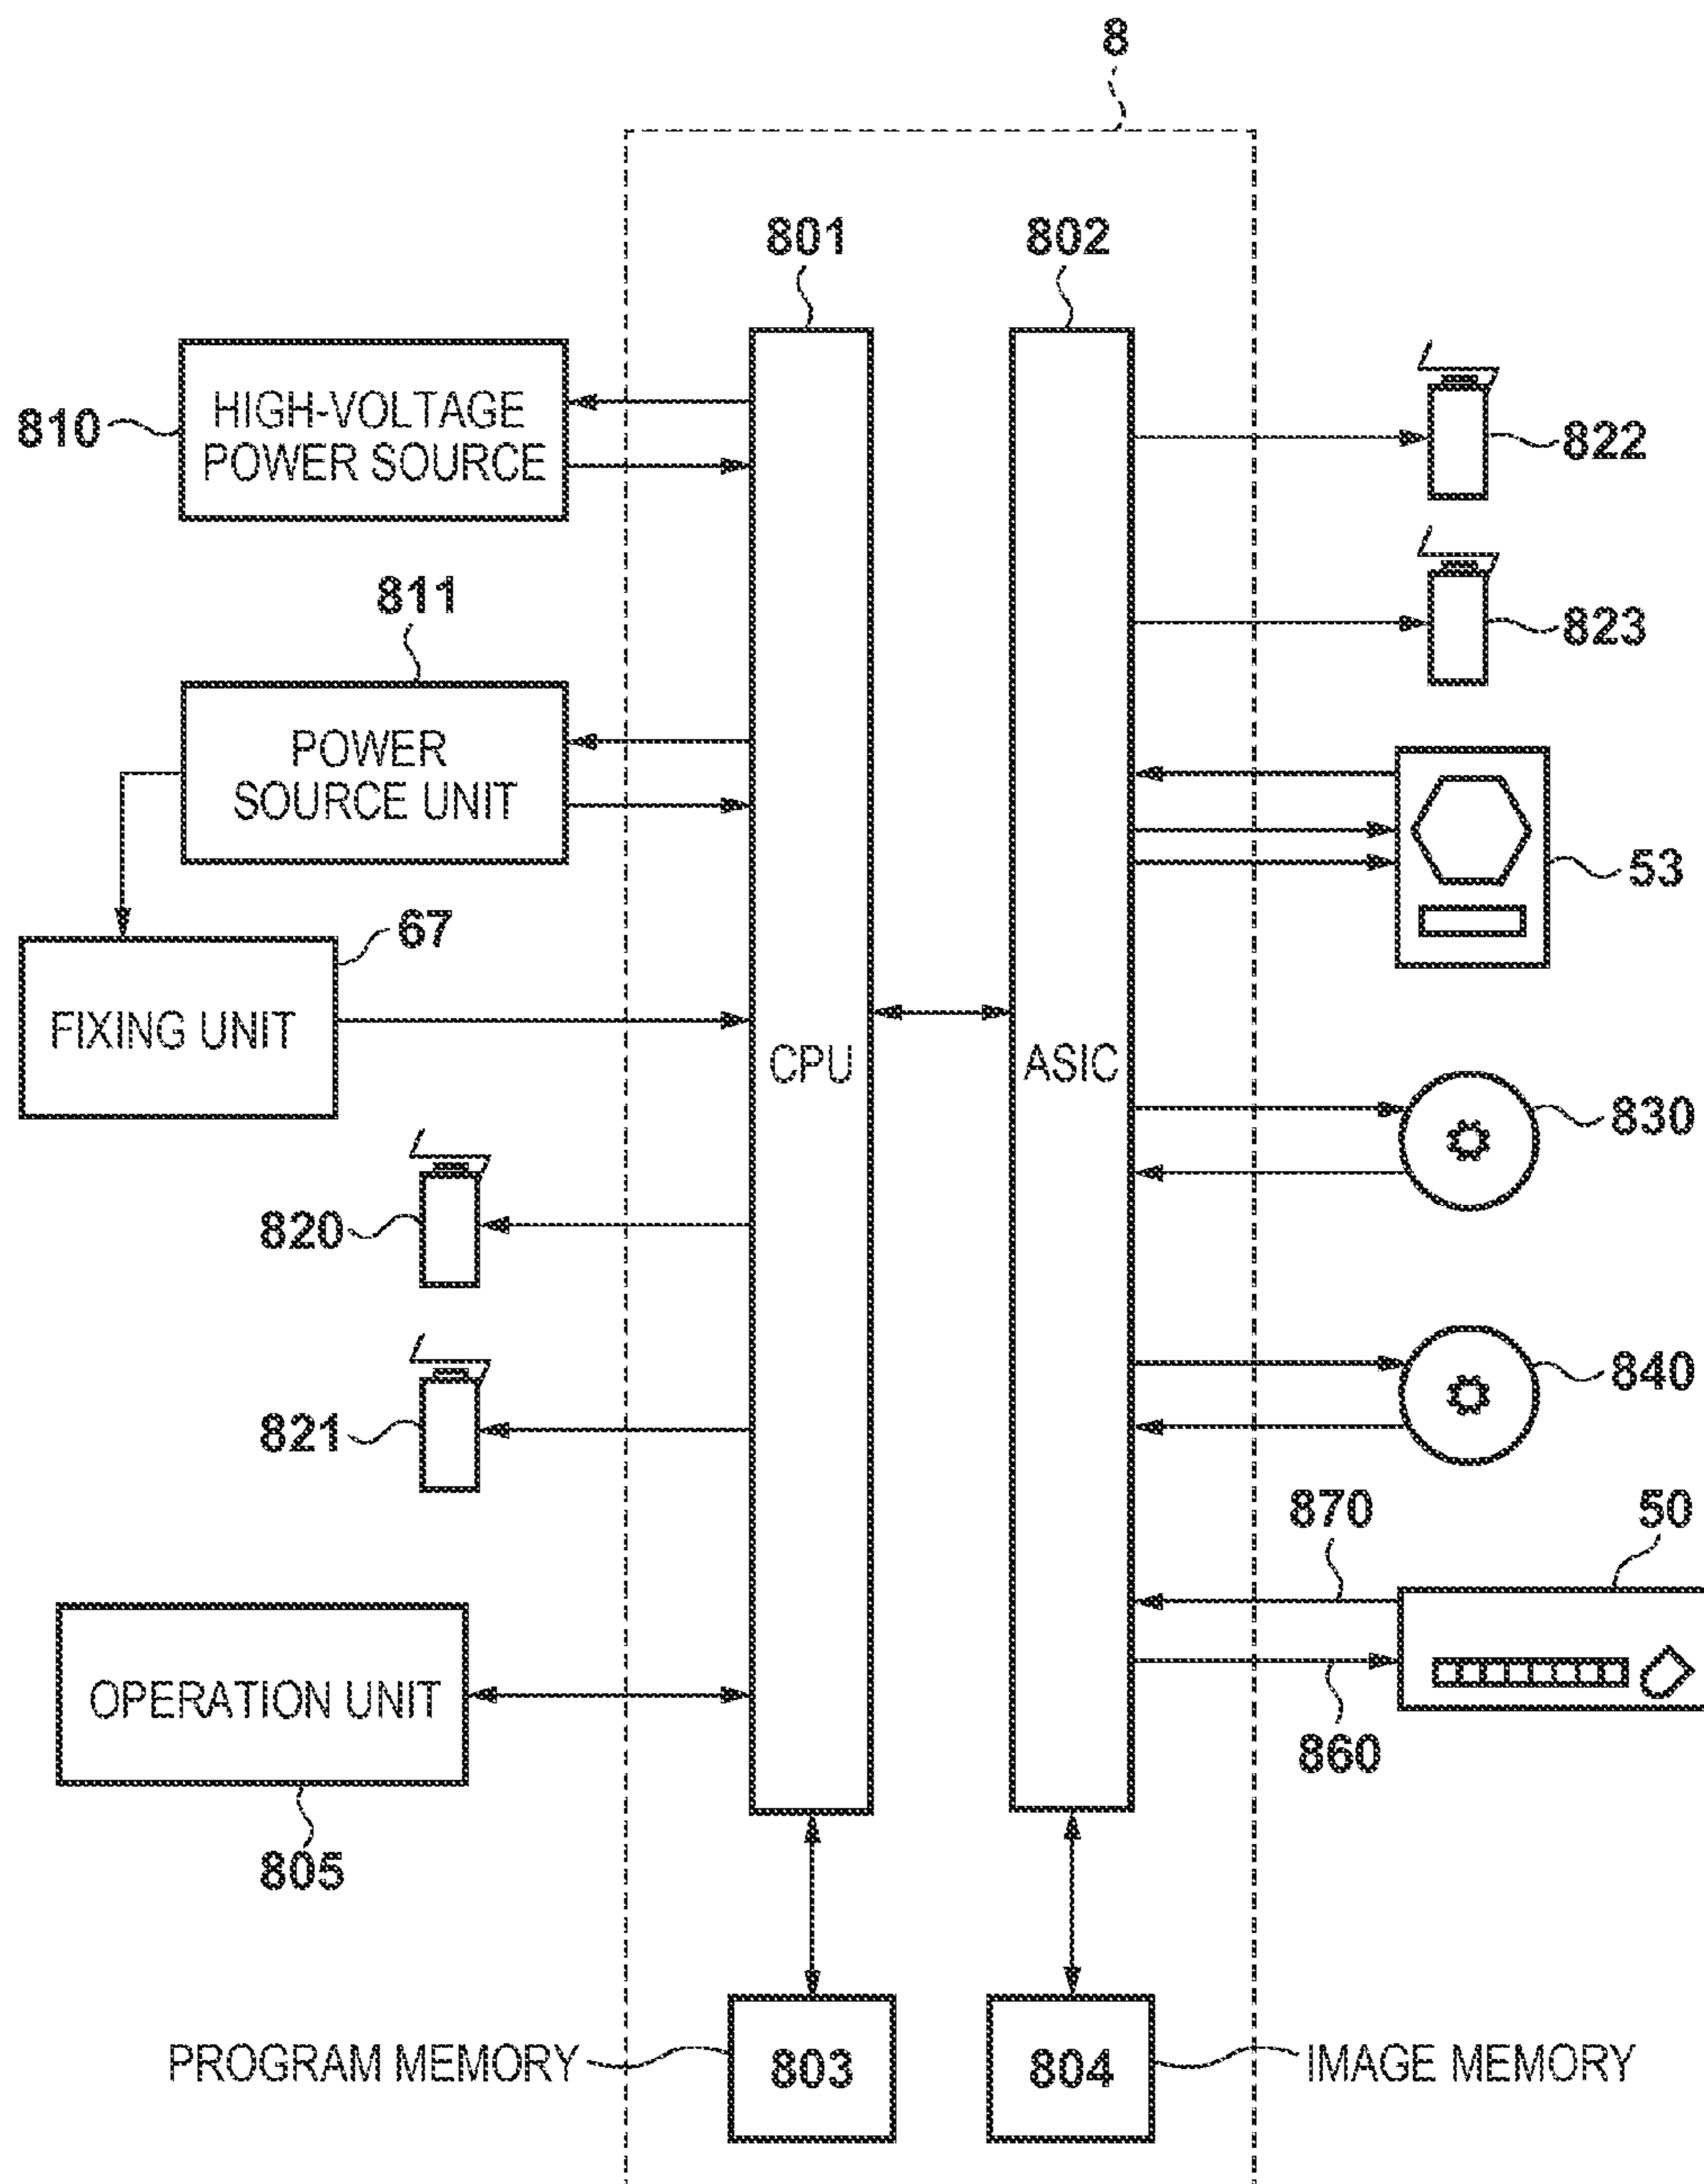 8
801
802
HIGH-VOLTAGE
POWER SOURCE
810
822
823
811
POWER
SOURCE UNIT
53
67
FIXING UNIT
CPU
ASIC
830
820
840
821
870
50
OPERATION UNIT
860
805
PROGRAM MEMORY
803
804
IMAGE MEMORY